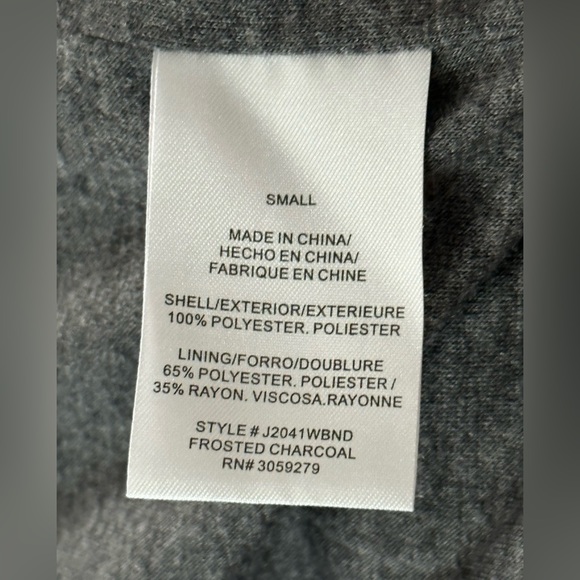 SMALL
MADE IN CHINA/
HECHO EN CHINA/
FABRIQUE EN CHINE
SHELL/EXTERIOR/EXTERIEURE
100% POLYESTER. POLIESTER
LINING/FORRO/DOUBLURE
65% POLYESTER. POLIESTER /
35% RAYON. VISCOSA.RAYONNE
STYLE # J2041WBND
FROSTED CHARCOAL
RN# 3059279